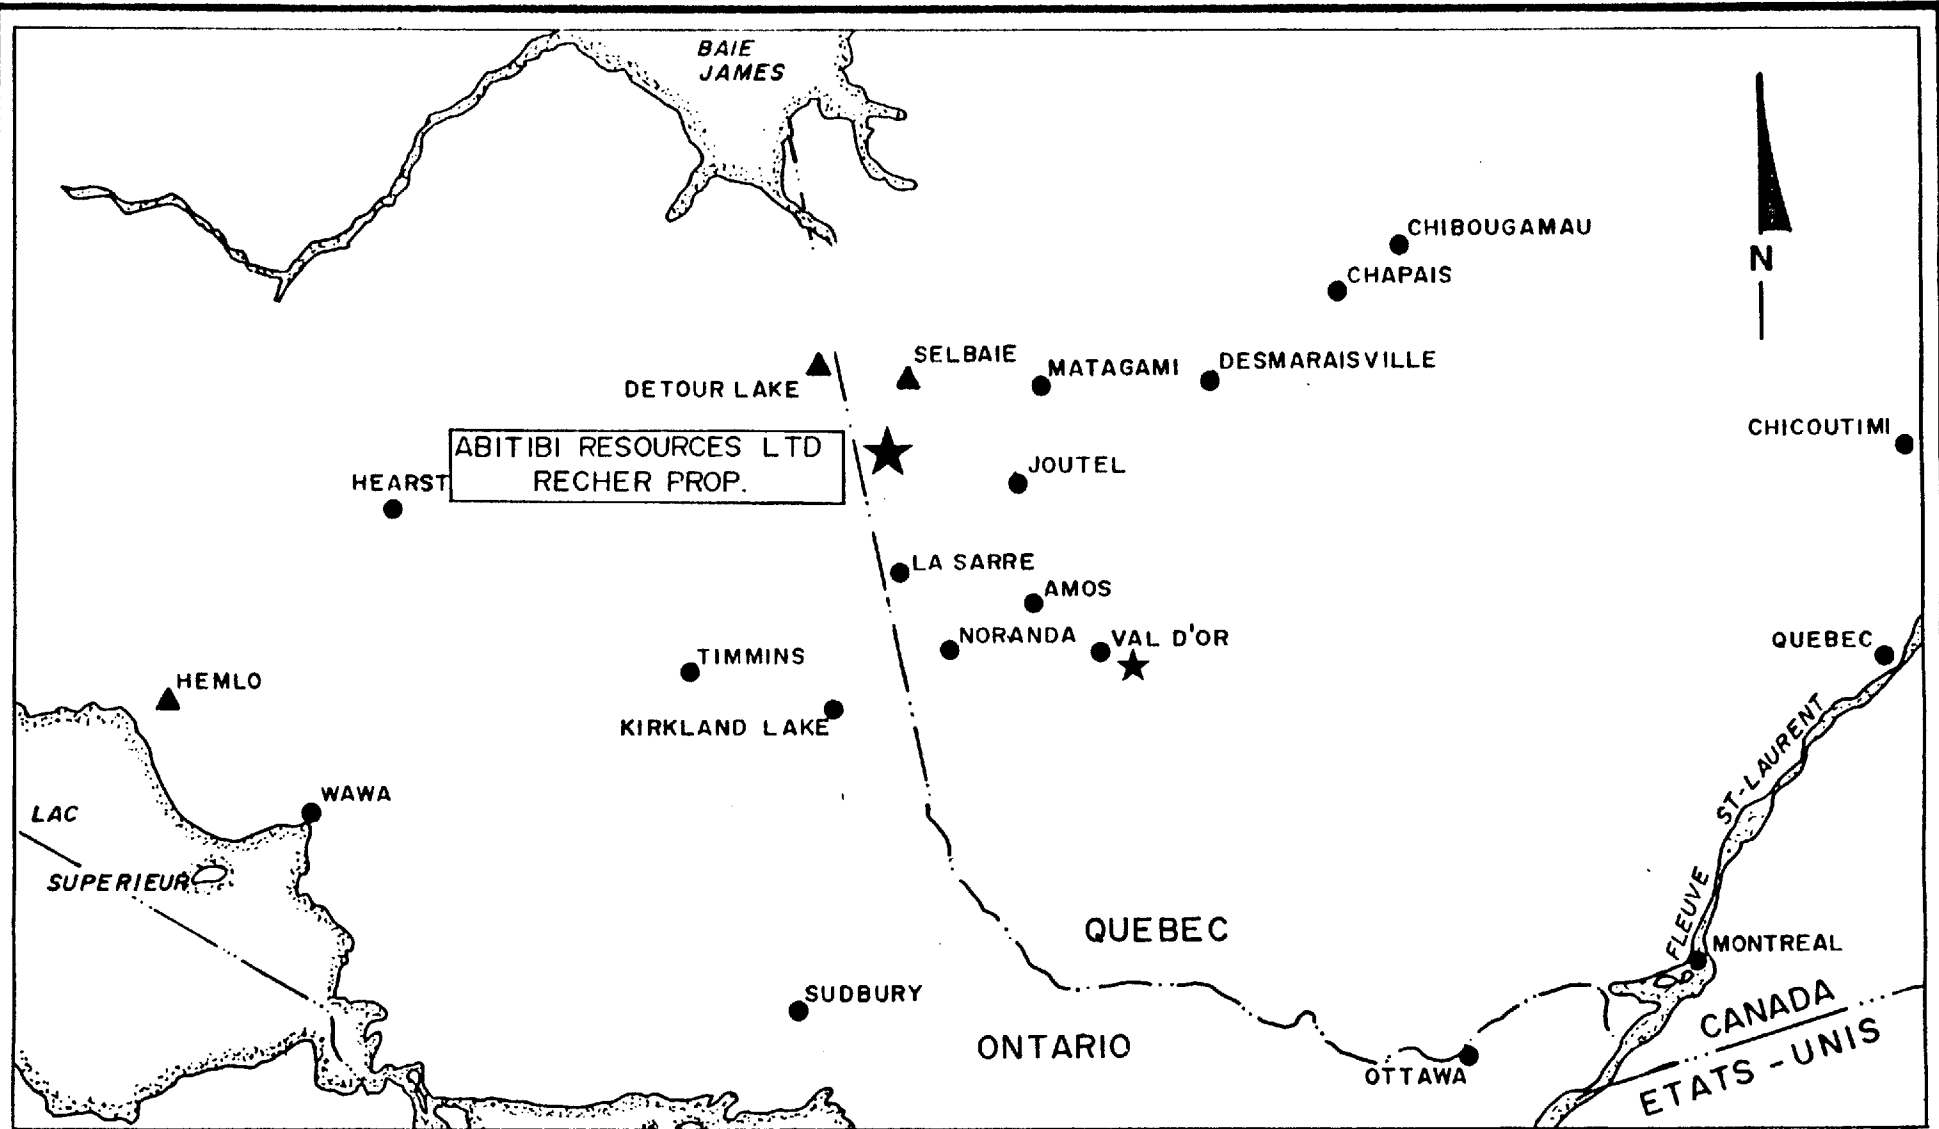 BAIE
JAMES
CHIBOUGAMAU
CHAPAIS
N
SELBAIE
MATAGAMI
DESMARAISVILLE
DETOUR LAKE
CHICOUTIMI
ABITIBI RESOURCES LTD
RECHER PROP.
HEARST
JOUTEL
LA SARRE
AMOS
NORANDA
VAL D'OR
QUEBEC
TIMMINS
HEMLO
KIRKLAND LAKE
WAWA
LAC
SUPERIEUR
FLEUVE ST-LAURENT
QUEBEC
MONTREAL
SUDBURY
ONTARIO
OTTAWA
CANADA
ETATS - UNIS